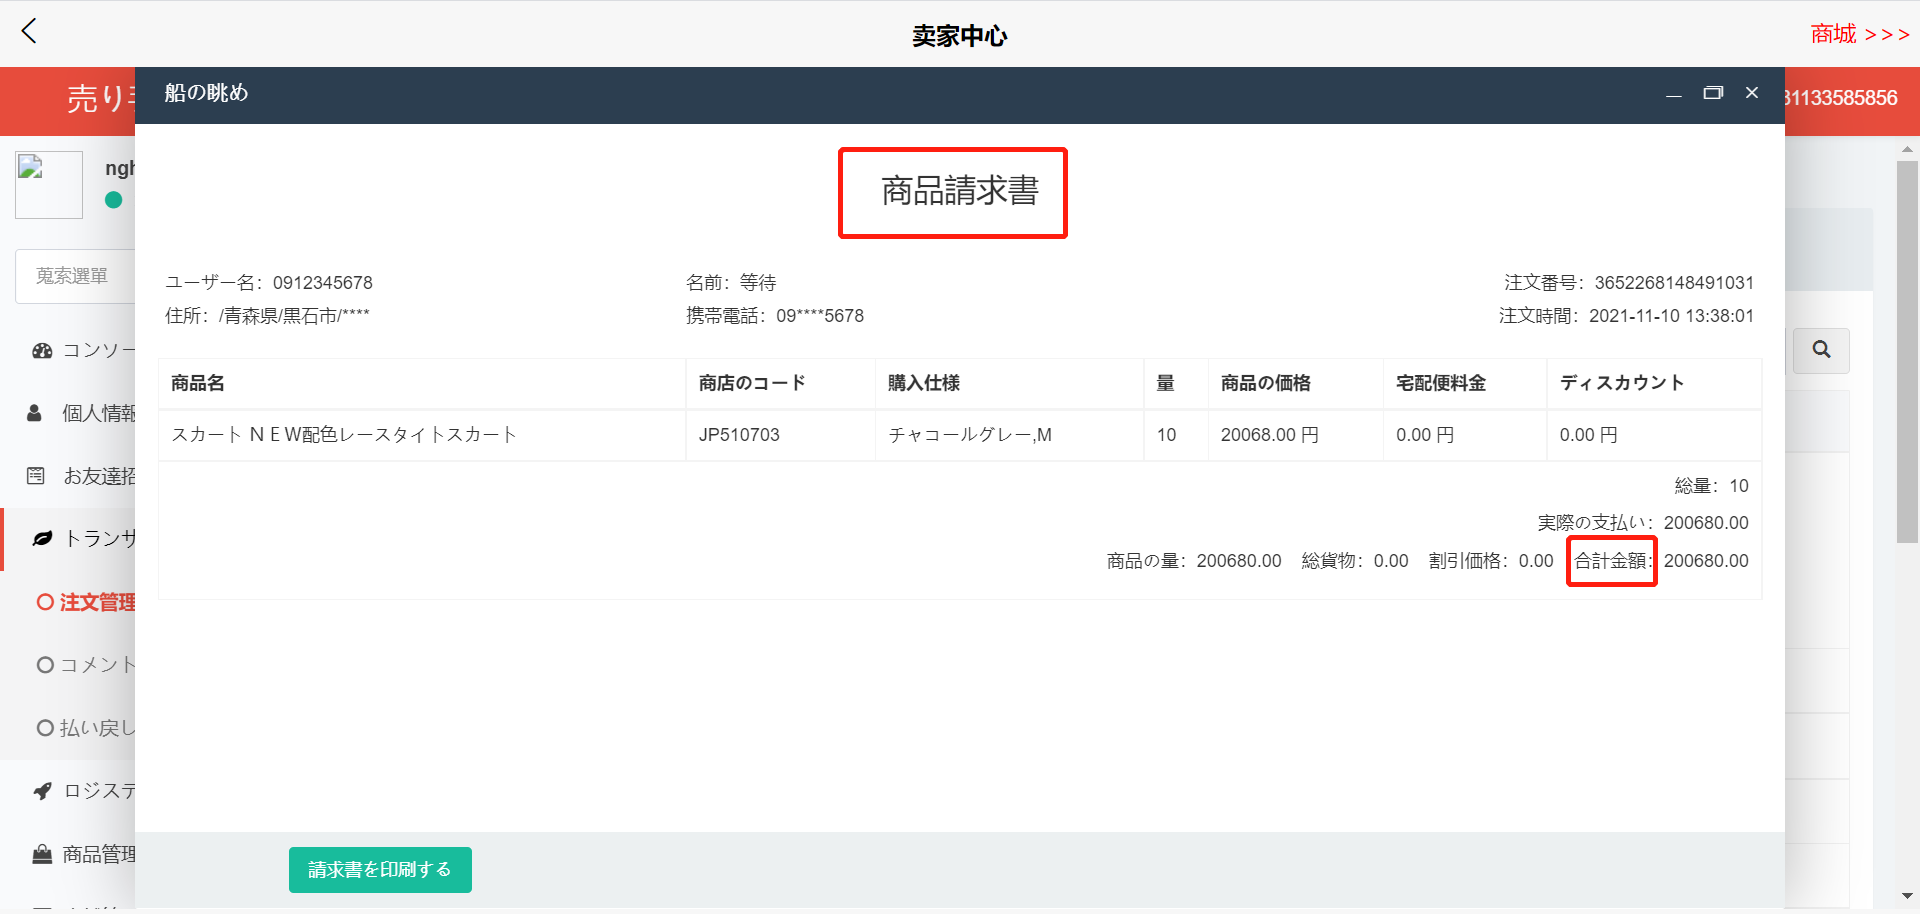 卖家中心
商城 >>>
売り手
31133585856
船の眺め
商品請求書
ngh
蒐索選單
ユーザー名：0912345678
名前：等待
注文番号：3652268148491031
住所：/青森県/黒石市/****
携帯電話：09****5678
注文時間：2021-11-10 13:38:01
商品名 商店のコード 購入仕様 量 商品の価格 宅配便料金 ディスカウント
スカート ＮＥＷ配色レースタイトスカート JP510703 チャコールグレー,M 10 20068.00 円 0.00 円 0.00 円
総量：10
実際の支払い：200680.00
商品の量：200680.00 総貨物：0.00 割引価格：0.00 合計金額：200680.00
コンソー
個人情報
お友達招
トランサ
注文管理
コメント
払い戻し
ロジステ
商品管理
請求書を印刷する